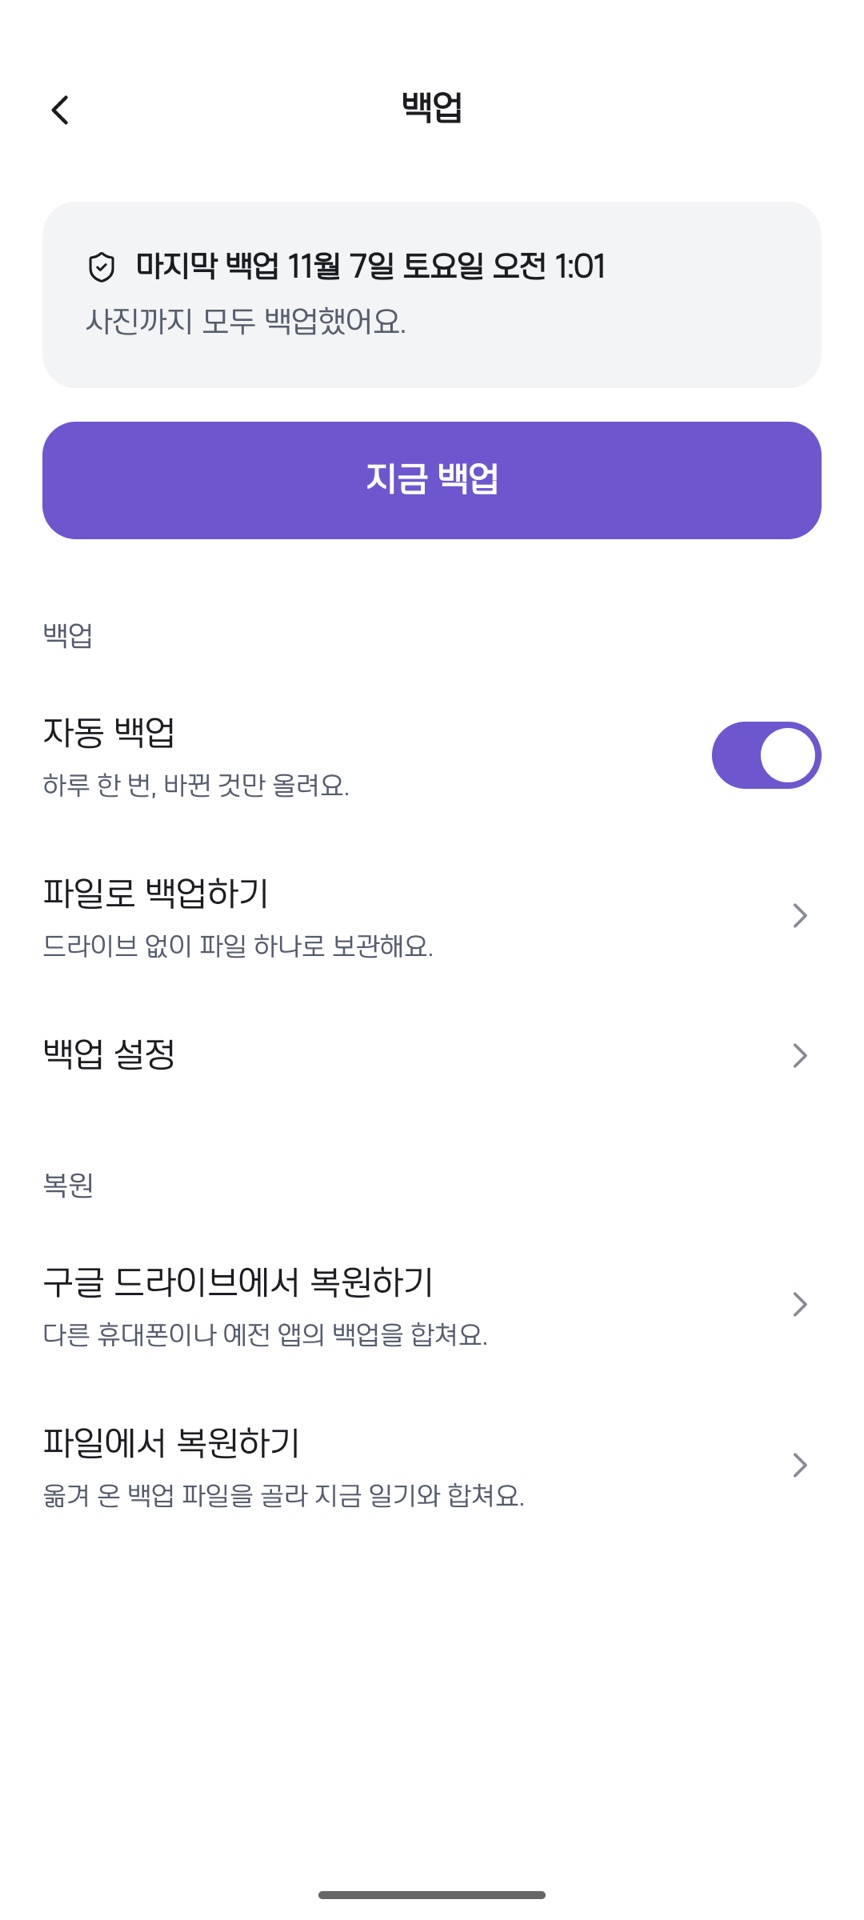 백업
마지막 백업 11월 7일 토요일 오전 1:01
사진까지 모두 백업했어요.
지금 백업
백업
자동 백업
하루 한 번, 바뀐 것만 올려요.
파일로 백업하기
드라이브 없이 파일 하나로 보관해요.
백업 설정
복원
구글 드라이브에서 복원하기
다른 휴대폰이나 예전 앱의 백업을 합쳐요.
파일에서 복원하기
옮겨 온 백업 파일을 골라 지금 일기와 합쳐요.